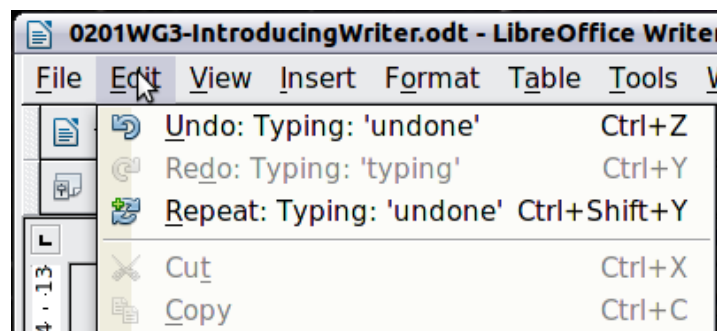 0201WG3-IntroducingWriter.odt - LibreOffice Writer
File Edit View Insert Format Table Tools
Undo: Typing: 'undone' Ctrl+Z
Redo: Typing: 'typing' Ctrl+Y
Repeat: Typing: 'undone' Ctrl+Shift+Y
Cut Ctrl+X
Copy Ctrl+C
13